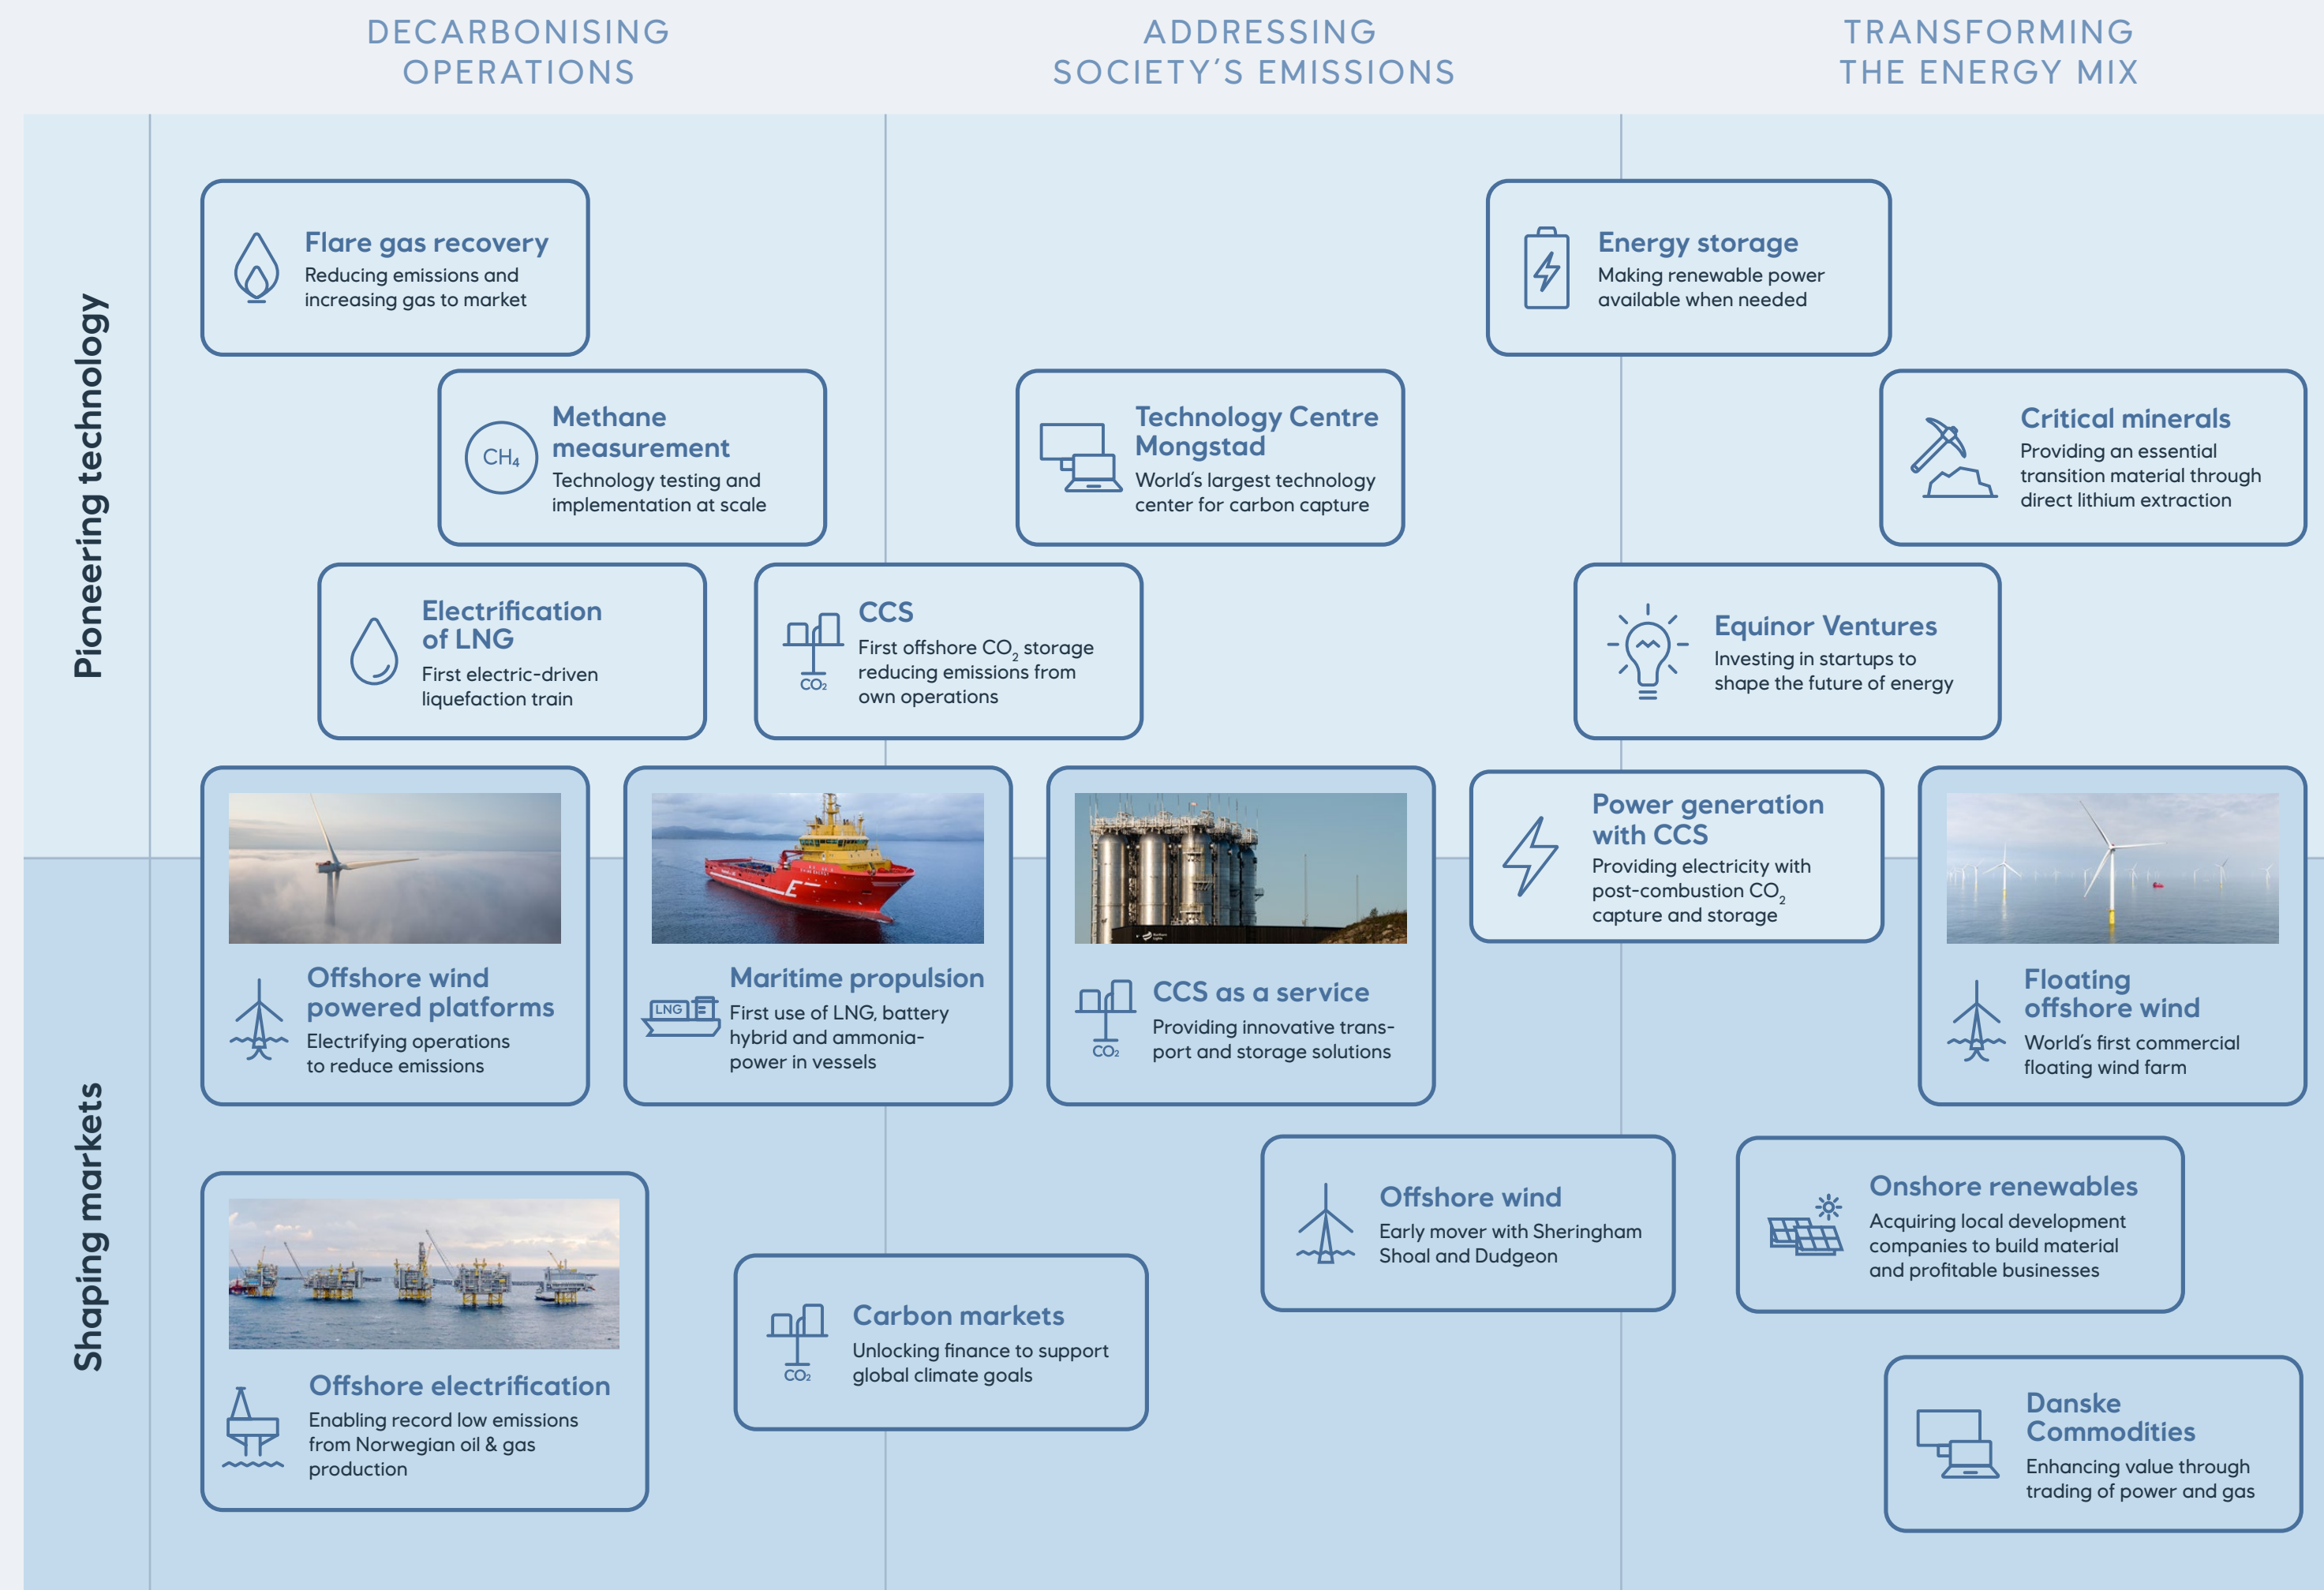 DECARBONISING
OPERATIONS
ADDRESSING
SOCIETY'S EMISSIONS
TRANSFORMING
THE ENERGY MIX
Pioneering technology
Flare gas recovery
Reducing emissions and
increasing gas to market
Energy storage
Making renewable power
available when needed
CH₄
Methane
measurement
Technology testing and
implementation at scale
Technology Centre
Mongstad
World's largest technology
center for carbon capture
Critical minerals
Providing an essential
transition material through
direct lithium extraction
Electrification
of LNG
First electric-driven
liquefaction train
CO₂
CCS
First offshore CO₂ storage
reducing emissions from
own operations
Equinor Ventures
Investing in startups to
shape the future of energy
Offshore wind
powered platforms
Electrifying operations
to reduce emissions
LNG
Maritime propulsion
First use of LNG, battery
hybrid and ammonia-
power in vessels
CO₂
CCS as a service
Providing innovative trans-
port and storage solutions
Power generation
with CCS
Providing electricity with
post-combustion CO₂
capture and storage
Floating
offshore wind
World's first commercial
floating wind farm
Shaping markets
Offshore electrification
Enabling record low emissions
from Norwegian oil & gas
production
CO₂
Carbon markets
Unlocking finance to support
global climate goals
Offshore wind
Early mover with Sheringham
Shoal and Dudgeon
Onshore renewables
Acquiring local development
companies to build material
and profitable businesses
Danske
Commodities
Enhancing value through
trading of power and gas